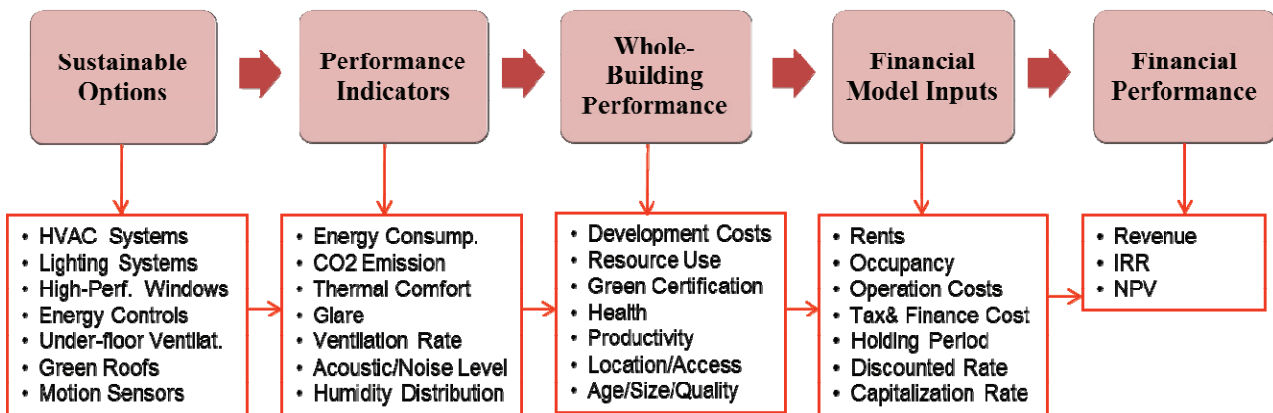 Sustainable
Options
Performance
Indicators
Whole-
Building
Performance
Financial
Model Inputs
Financial
Performance
• HVAC Systems
• Lighting Systems
• High-Perf. Windows
• Energy Controls
• Under-floor Ventilat.
• Green Roofs
• Motion Sensors
• Energy Consump.
• CO2 Emission
• Thermal Comfort
• Glare
• Ventilation Rate
• Acoustic/Noise Level
• Humidity Distribution
• Development Costs
• Resource Use
• Green Certification
• Health
• Productivity
• Location/Access
• Age/Size/Quality
• Rents
• Occupancy
• Operation Costs
• Tax& Finance Cost
• Holding Period
• Discounted Rate
• Capitalization Rate
• Revenue
• IRR
• NPV